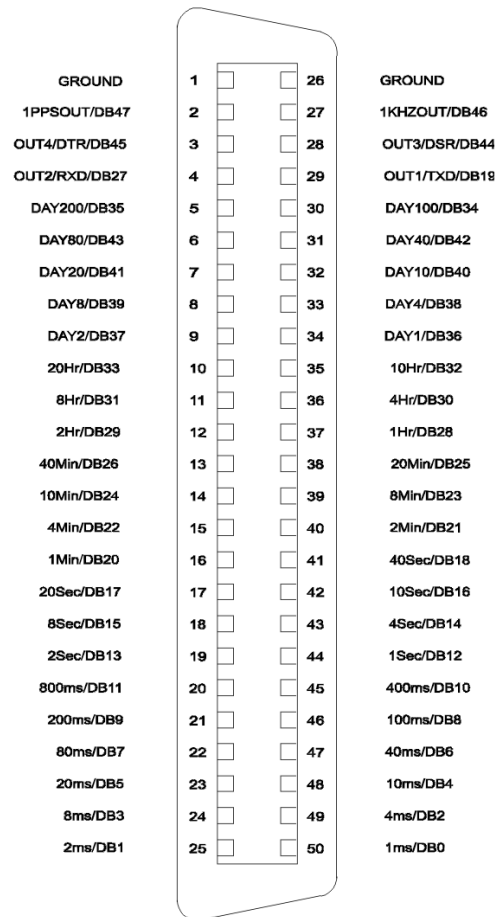 GROUND 1 26 GROUND
1PPSOUT/DB47 2 27 1KHZOUT/DB46
OUT4/DTR/DB45 3 28 OUT3/DSR/DB44
OUT2/RXD/DB27 4 29 OUT1/TXD/DB19
DAY200/DB35 5 30 DAY100/DB34
DAY80/DB43 6 31 DAY40/DB42
DAY20/DB41 7 32 DAY10/DB40
DAY8/DB39 8 33 DAY4/DB38
DAY2/DB37 9 34 DAY1/DB36
20Hr/DB33 10 35 10Hr/DB32
8Hr/DB31 11 36 4Hr/DB30
2Hr/DB29 12 37 1Hr/DB28
40Min/DB26 13 38 20Min/DB25
10Min/DB24 14 39 8Min/DB23
4Min/DB22 15 40 2Min/DB21
1Min/DB20 16 41 40Sec/DB18
20Sec/DB17 17 42 10Sec/DB16
8Sec/DB15 18 43 4Sec/DB14
2Sec/DB13 19 44 1Sec/DB12
800ms/DB11 20 45 400ms/DB10
200ms/DB9 21 46 100ms/DB8
80ms/DB7 22 47 40ms/DB6
20ms/DB5 23 48 10ms/DB4
8ms/DB3 24 49 4ms/DB2
2ms/DB1 25 50 1ms/DB0